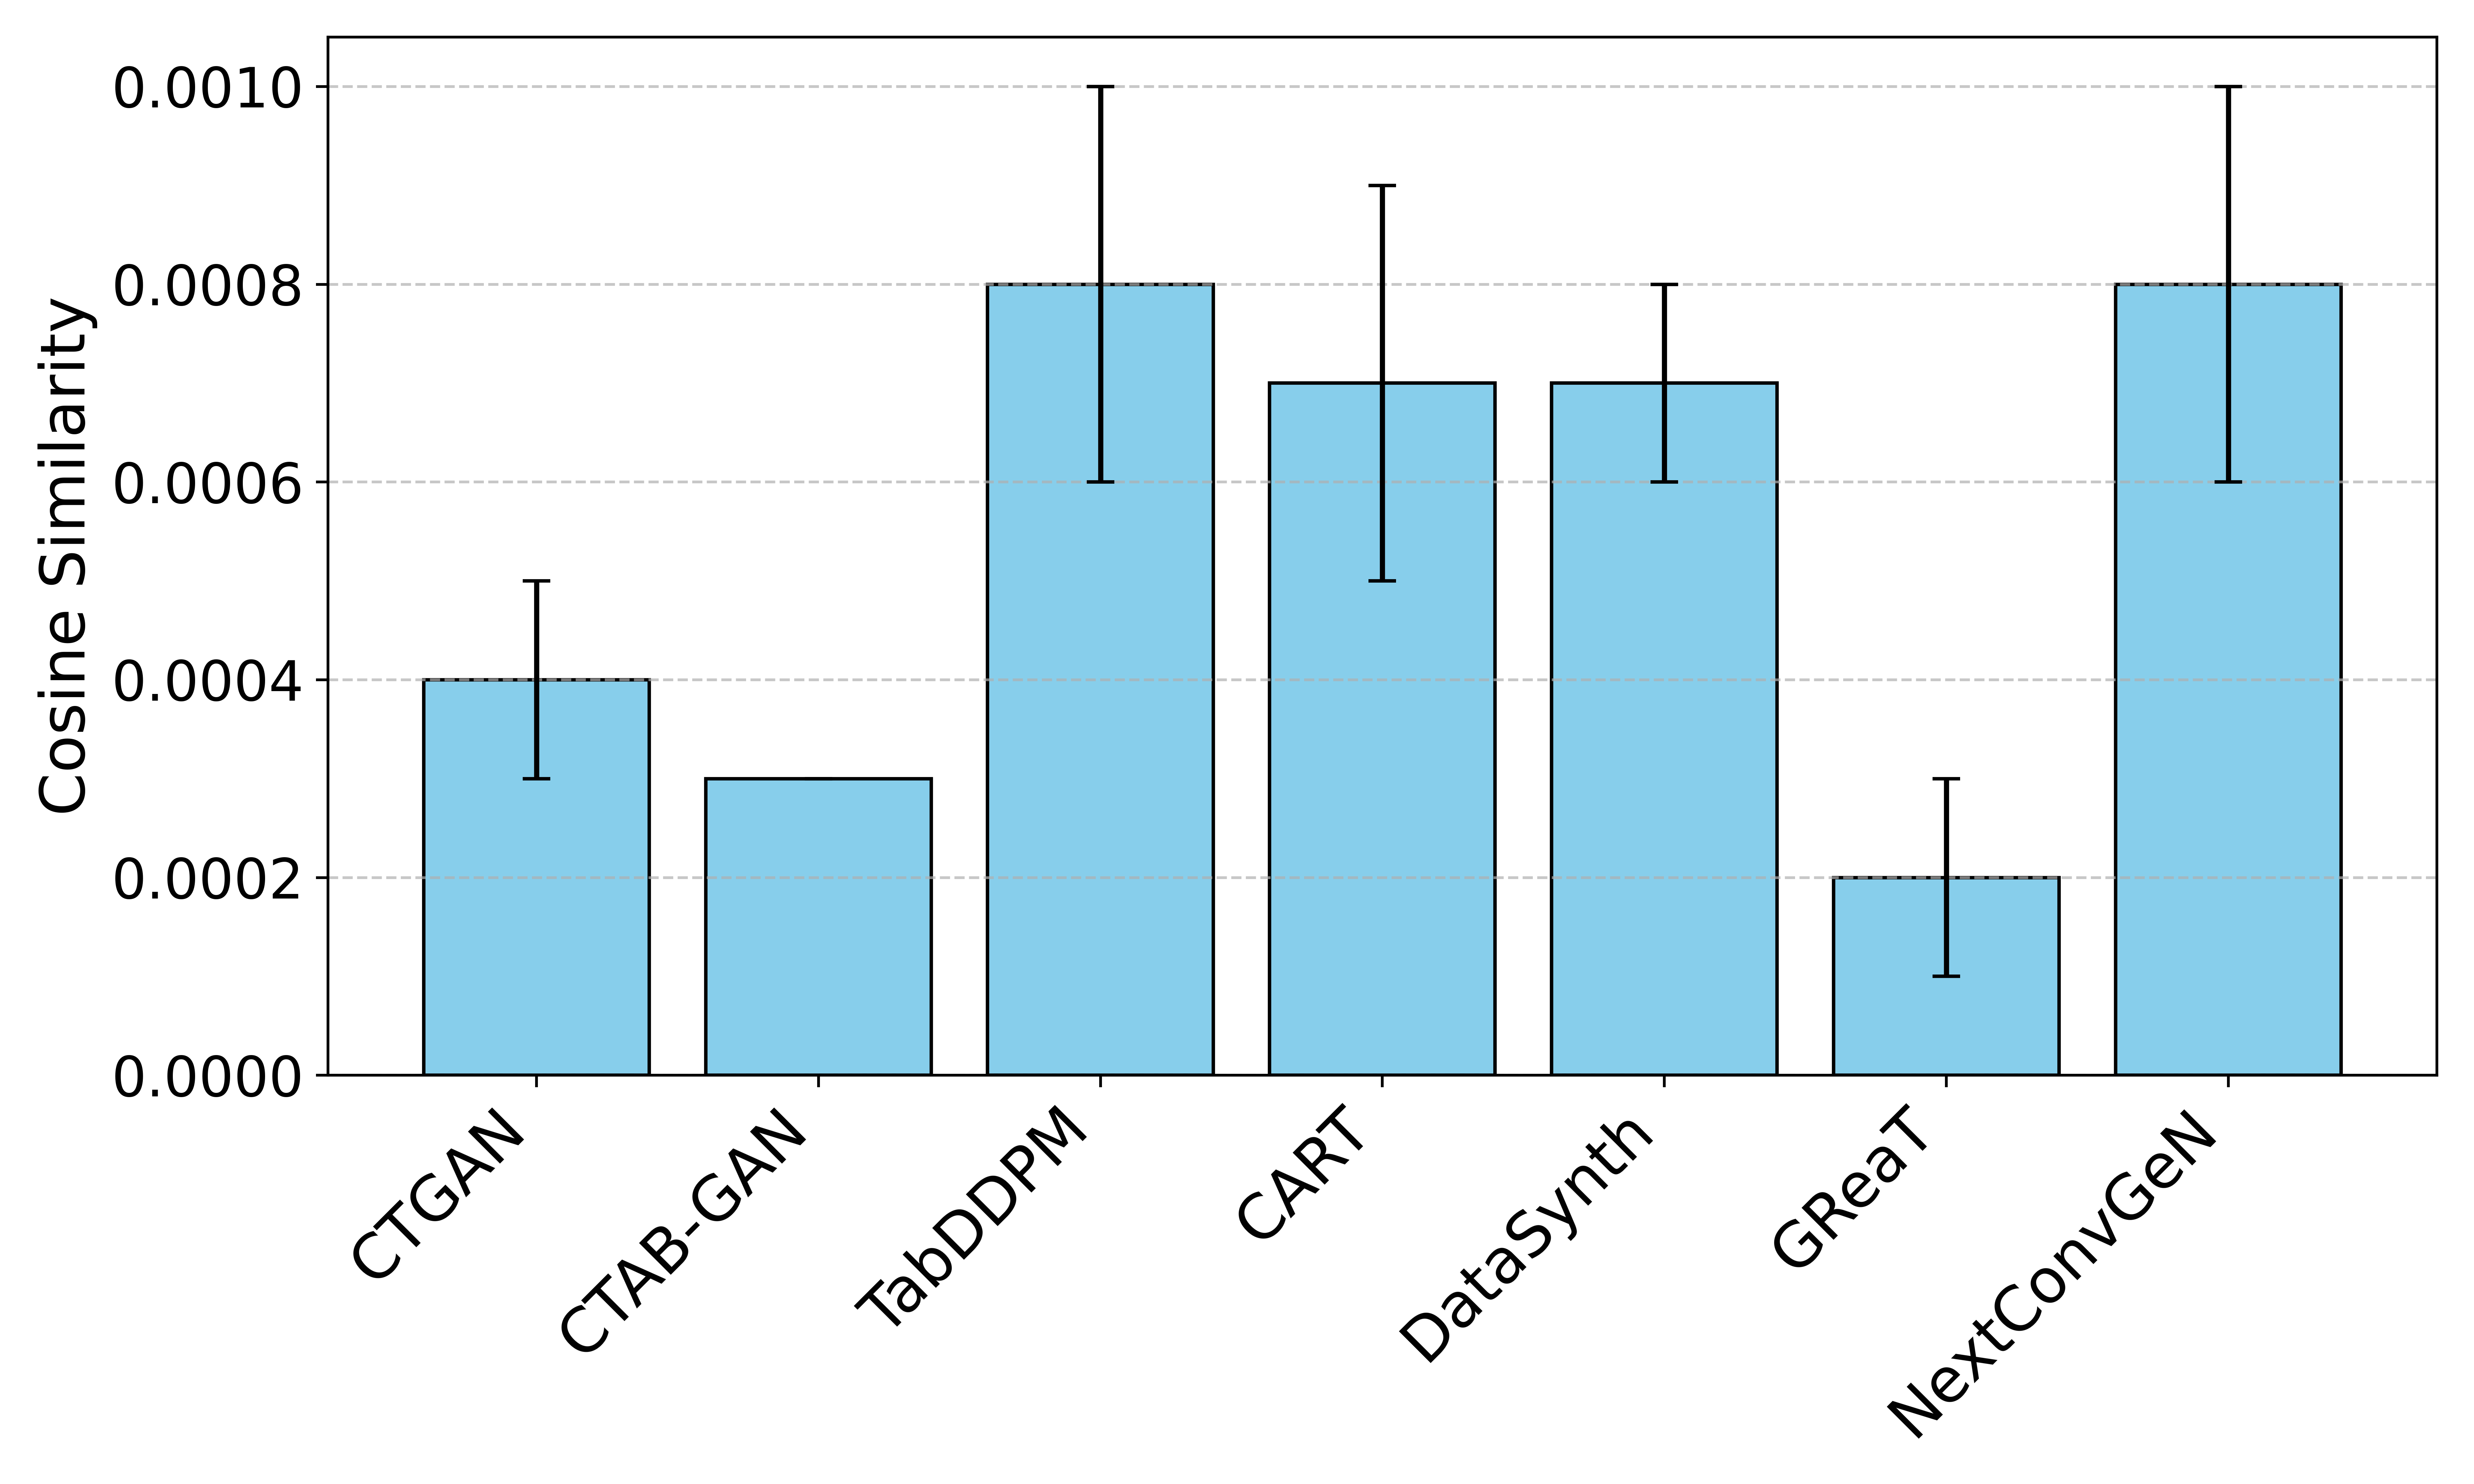 Cosine Similarity
0.0010
0.0008
0.0006
0.0004
0.0002
0.0000
CTGAN
CTAB-GAN
TabDDPM
CART
DataSynth
GReaT
NextConvGeN